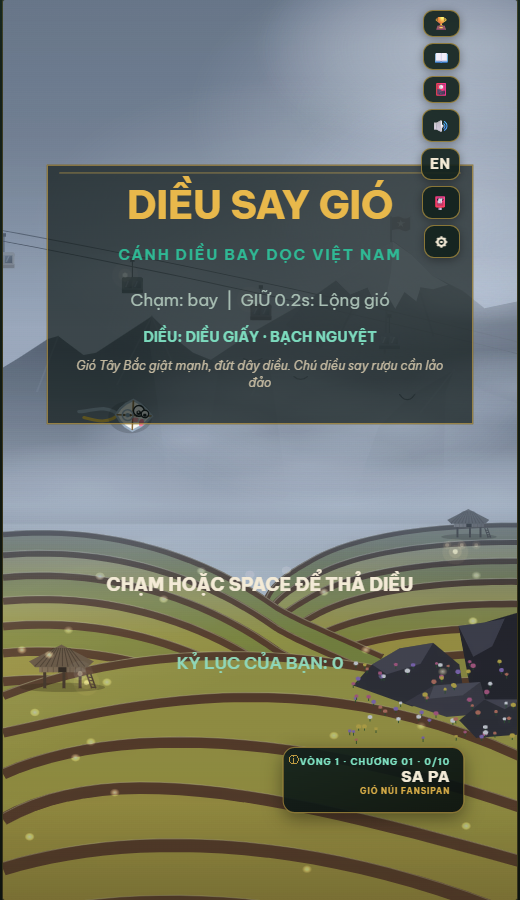 EN
DIỀU SAY GIÓ
CÁNH DIỀU BAY DỌC VIỆT NAM
Chạm: bay | GIỮ 0.2s: Lộng gió
DIỀU: DIỀU GIẤY · BẠCH NGUYỆT
Gió Tây Bắc giật mạnh, đứt dây diều. Chú diều say rượu cần lảo
đảo
CHẠM HOẶC SPACE ĐỂ THẢ DIỀU
KỶ LỤC CỦA BẠN: 0
ⓘVÒNG 1 · CHƯƠNG 01 · 0/10
SA PA
GIÓ NÚI FANSIPAN